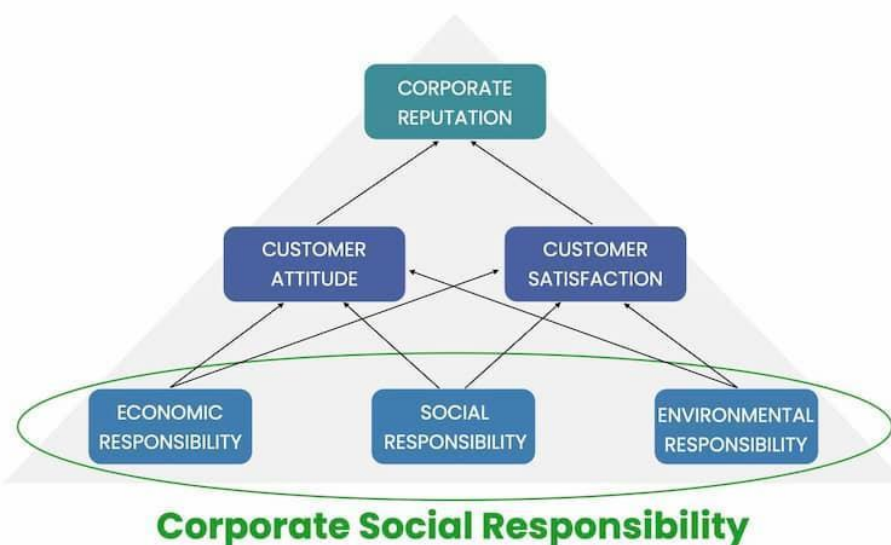 CORPORATE
REPUTATION
CUSTOMER
ATTITUDE
CUSTOMER
SATISFACTION
ECONOMIC
RESPONSIBILITY
SOCIAL
RESPONSIBILITY
ENVIRONMENTAL
RESPONSIBILITY
Corporate Social Responsibility